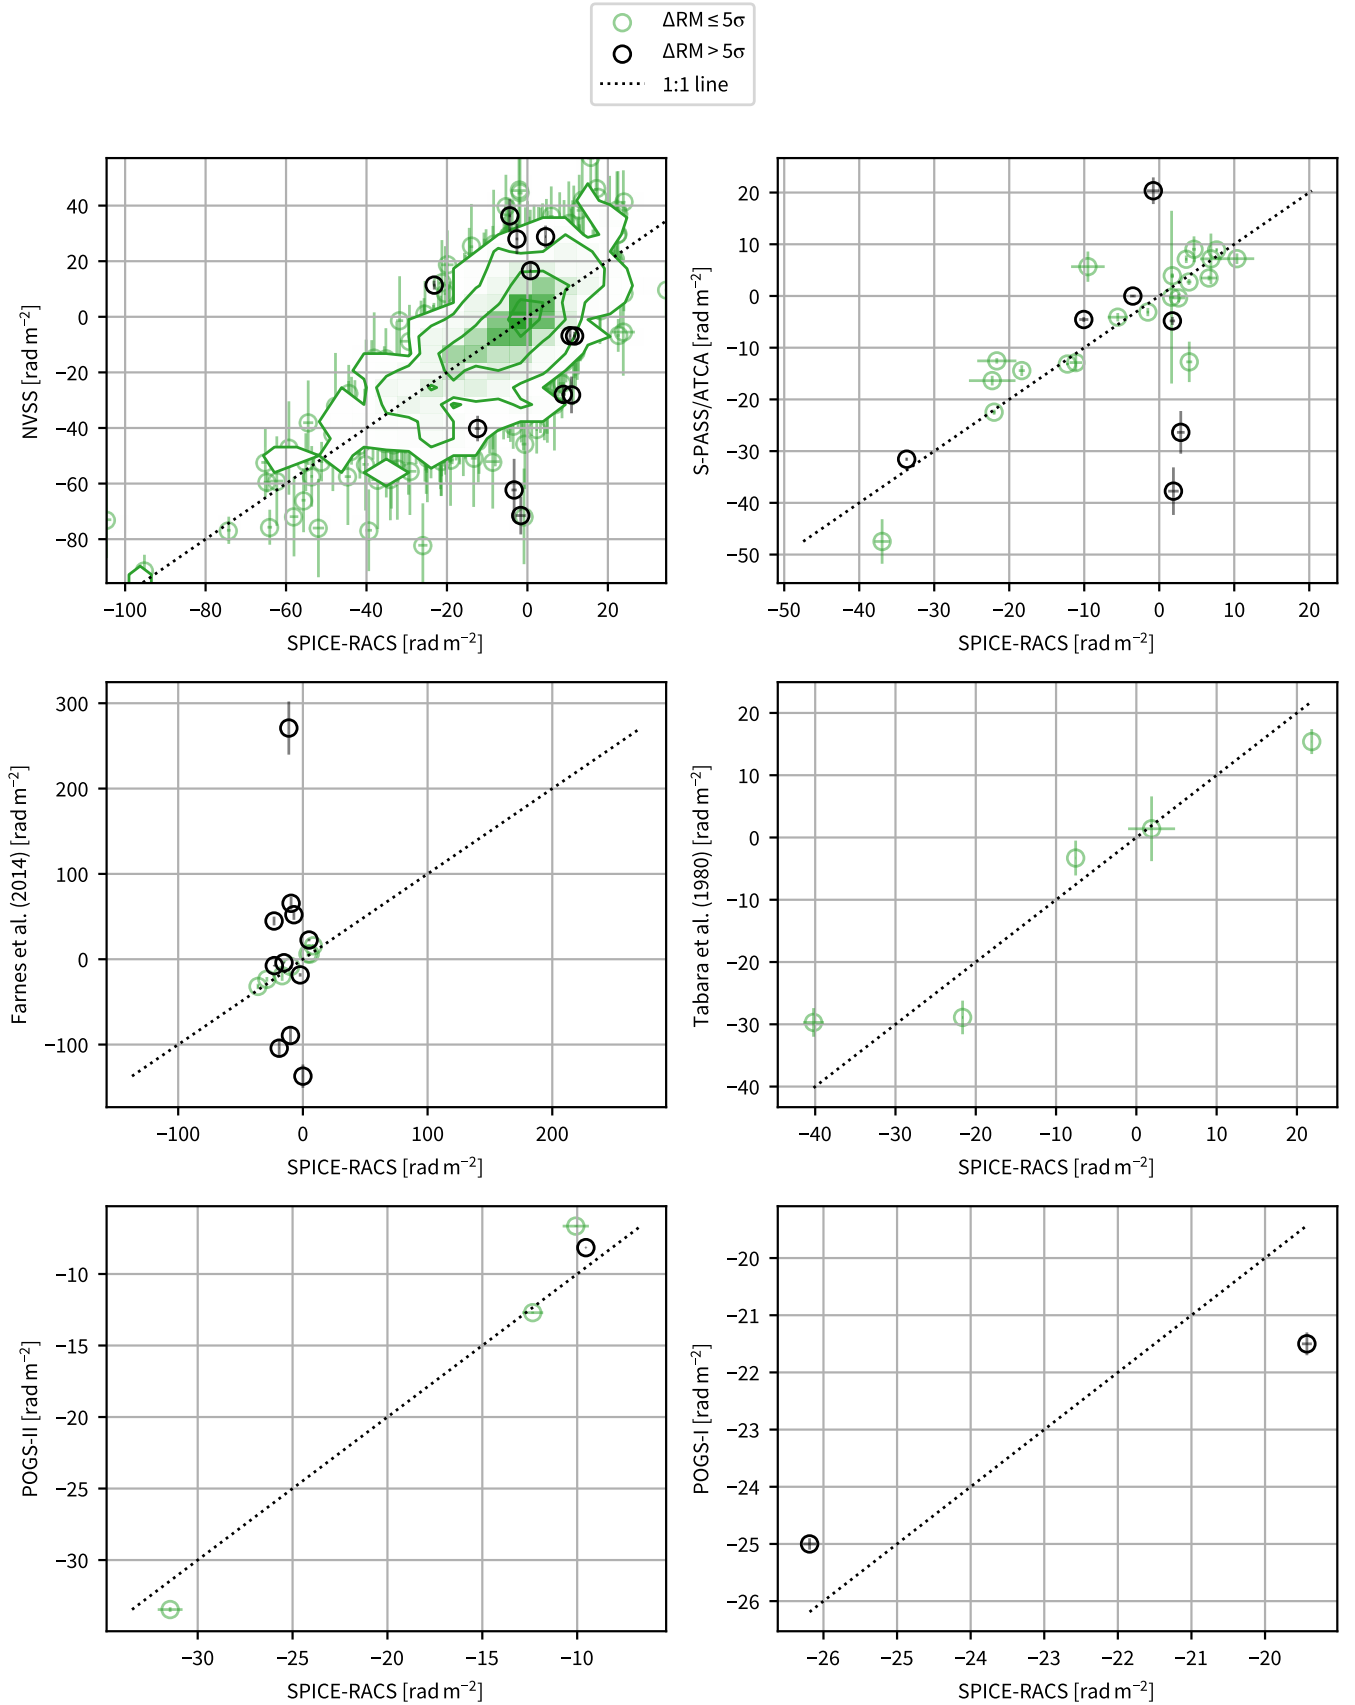 ΔRM ≤ 5σ
ΔRM > 5σ
1:1 line
40
20
0
−20
−40
−60
−80
NVSS [rad m−2]
−100 −80 −60 −40 −20 0 20
SPICE-RACS [rad m−2]
20
10
0
−10
−20
−30
−40
−50
S-PASS/ATCA [rad m−2]
−50 −40 −30 −20 −10 0 10 20
SPICE-RACS [rad m−2]
300
200
100
0
−100
Farnes et al. (2014) [rad m−2]
−100 0 100 200
SPICE-RACS [rad m−2]
20
10
0
−10
−20
−30
−40
Tabara et al. (1980) [rad m−2]
−40 −30 −20 −10 0 10 20
SPICE-RACS [rad m−2]
−10
−15
−20
−25
−30
POGS-II [rad m−2]
−30 −25 −20 −15 −10
SPICE-RACS [rad m−2]
−20
−21
−22
−23
−24
−25
−26
POGS-I [rad m−2]
−26 −25 −24 −23 −22 −21 −20
SPICE-RACS [rad m−2]